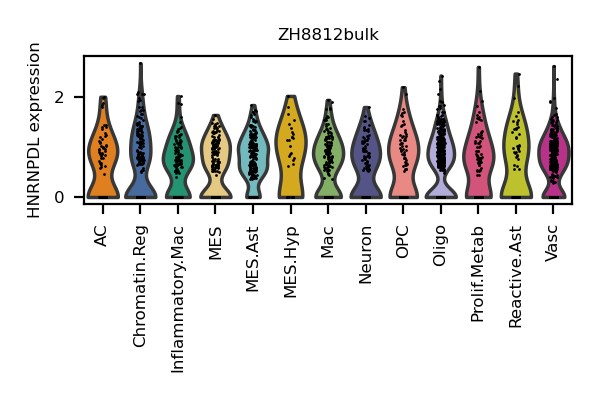 ZH8812bulk
HNRNPDL expression
2
0
AC
Chromatin.Reg
Inflammatory.Mac
MES
MES.Ast
MES.Hyp
Mac
Neuron
OPC
Oligo
Prolif.Metab
Reactive.Ast
Vasc